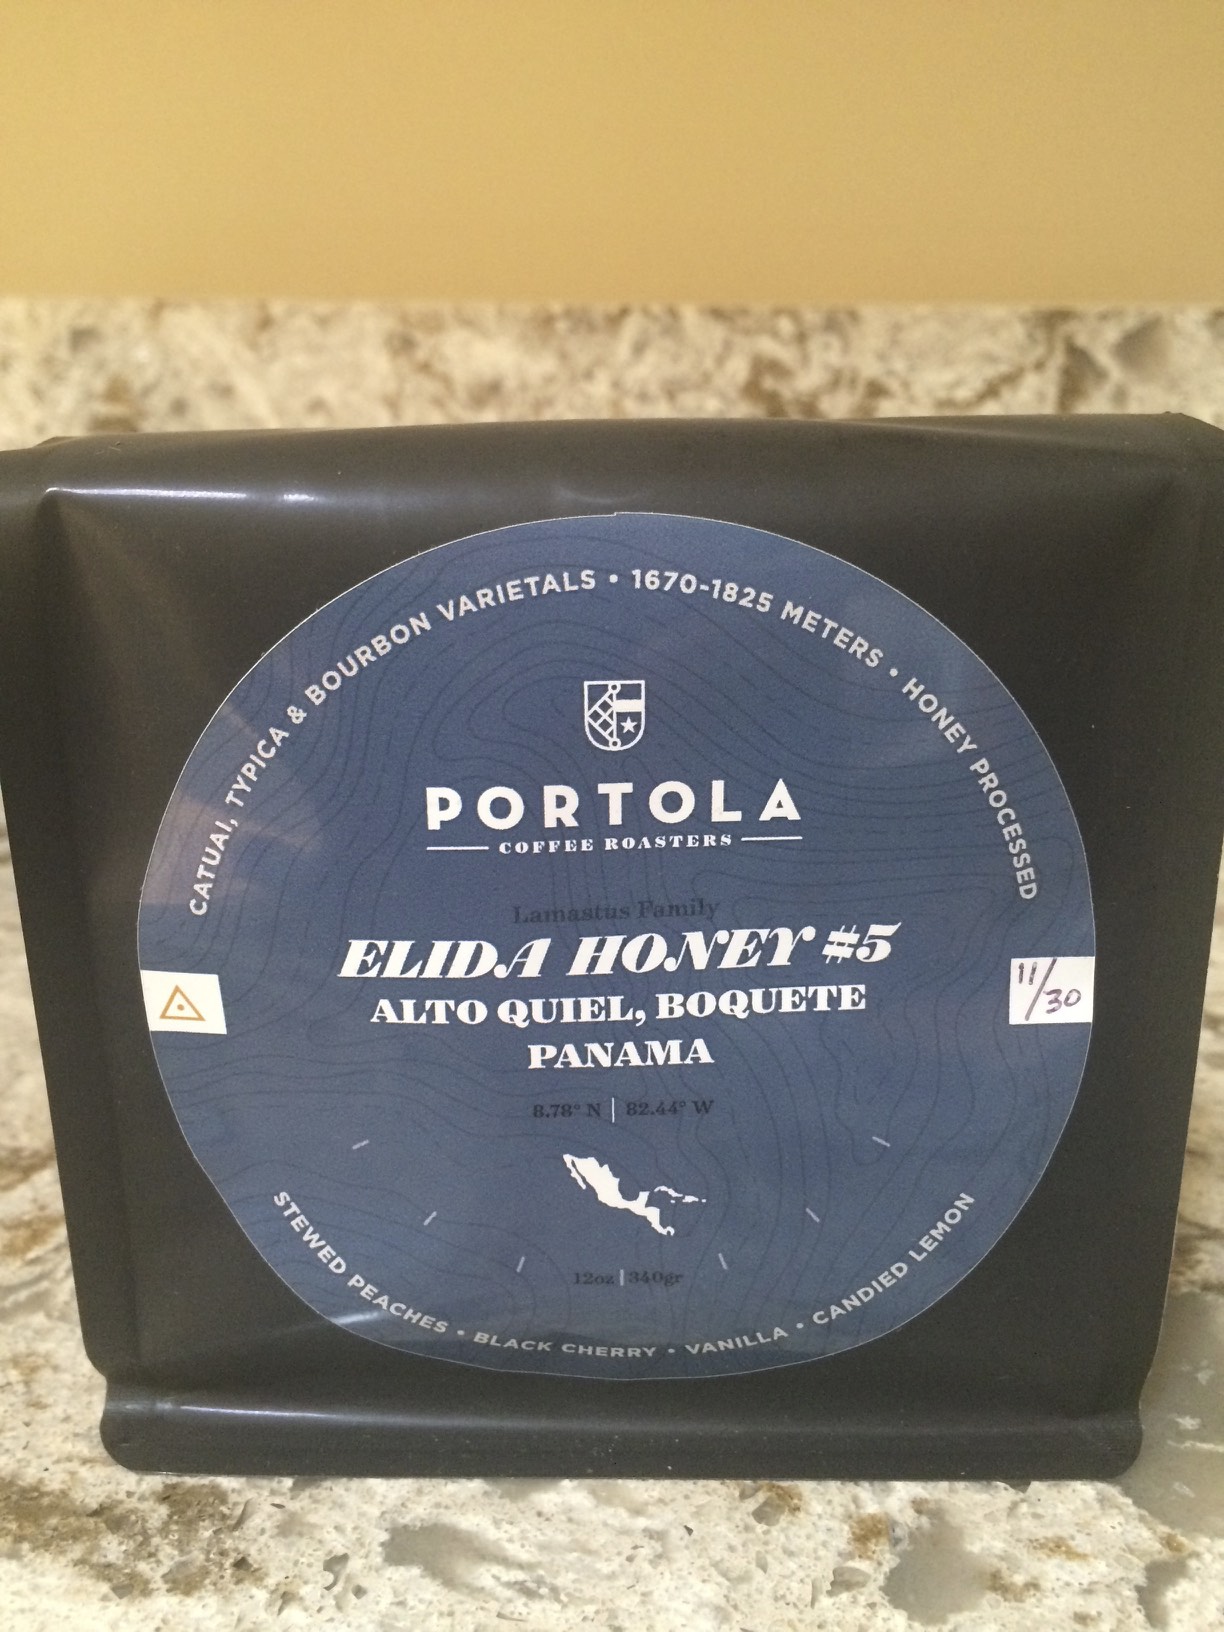 CATUAI, TYPICA & BOURBON VARIETALS • 1670-1825 METERS • HONEY PROCESSED
PORTOLA
COFFEE ROASTERS
Lamastus Family
ELIDA HONEY #5
ALTO QUIEL, BOQUETE
PANAMA
11/30
8.78° N | 82.44° W
12oz | 340gr
STEWED PEACHES • BLACK CHERRY • VANILLA • CANDIED LEMON